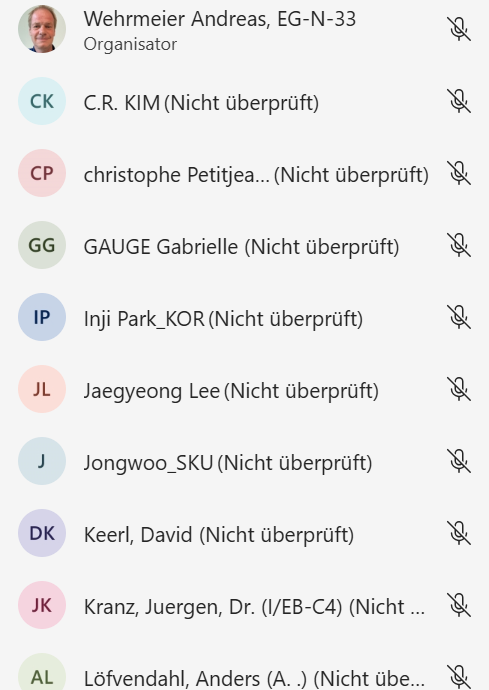 Wehrmeier Andreas, EG-N-33
Organisator
CK C.R. KIM (Nicht überprüft)
CP christophe Petitjea... (Nicht überprüft)
GG GAUGE Gabrielle (Nicht überprüft)
IP Inji Park_KOR (Nicht überprüft)
JL Jaegyeong Lee (Nicht überprüft)
J Jongwoo_SKU (Nicht überprüft)
DK Keerl, David (Nicht überprüft)
JK Kranz, Juergen, Dr. (I/EB-C4) (Nicht ...
AL Löfvendahl, Anders (A. .) (Nicht übe...